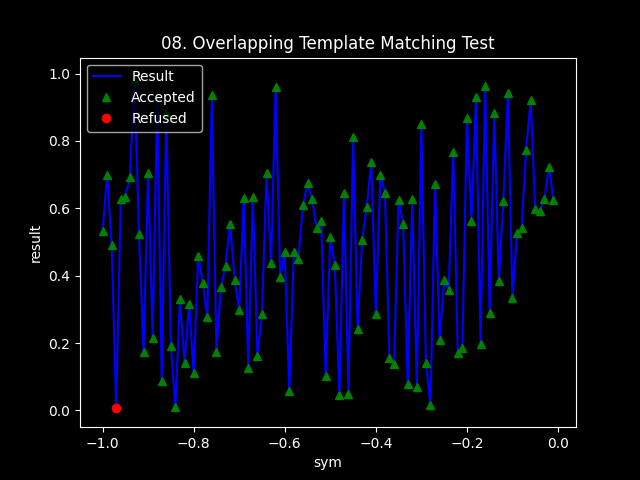 08. Overlapping Template Matching Test
Result
Accepted
Refused
1.0
0.8
0.6
0.4
0.2
0.0
result
−1.0 −0.8 −0.6 −0.4 −0.2 0.0
sym